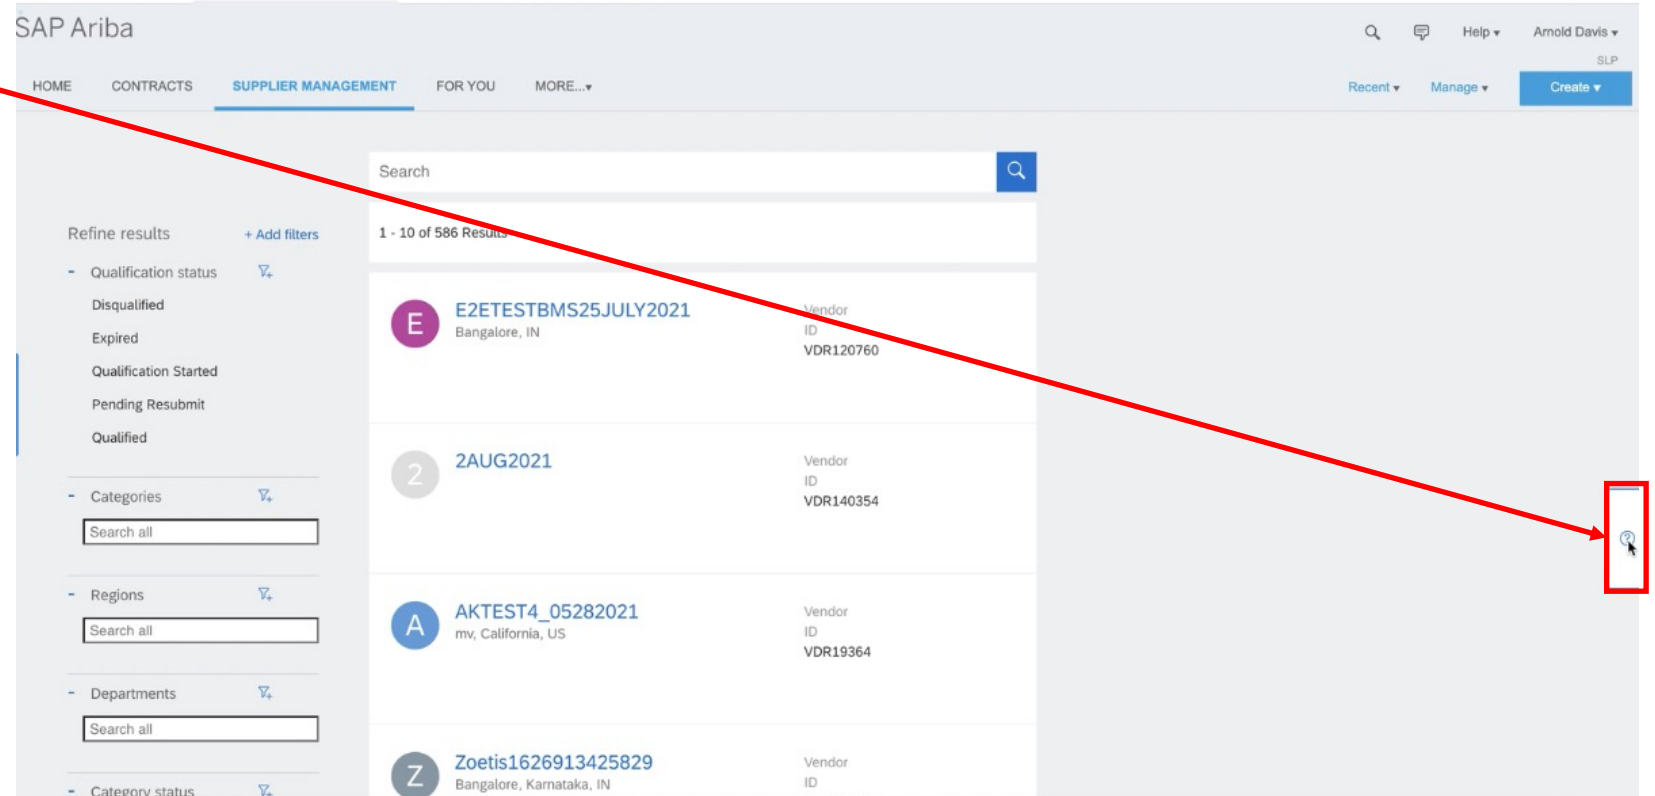 SAP Ariba
Help ▾
Arnold Davis ▾
SLP
HOME
CONTRACTS
SUPPLIER MANAGEMENT
FOR YOU
MORE...▾
Recent ▾
Manage ▾
Create ▾
Search
Refine results
+ Add filters
1 - 10 of 586 Results
- Qualification status
Disqualified
Expired
Qualification Started
Pending Resubmit
Qualified
- Categories
Search all
- Regions
Search all
- Departments
Search all
- Category status
E
E2ETESTBMS25JULY2021
Bangalore, IN
Vendor
ID
VDR120760
2
2AUG2021
Vendor
ID
VDR140354
A
AKTEST4_05282021
mv, California, US
Vendor
ID
VDR19364
Z
Zoetis1626913425829
Bangalore, Karnataka, IN
Vendor
ID
?